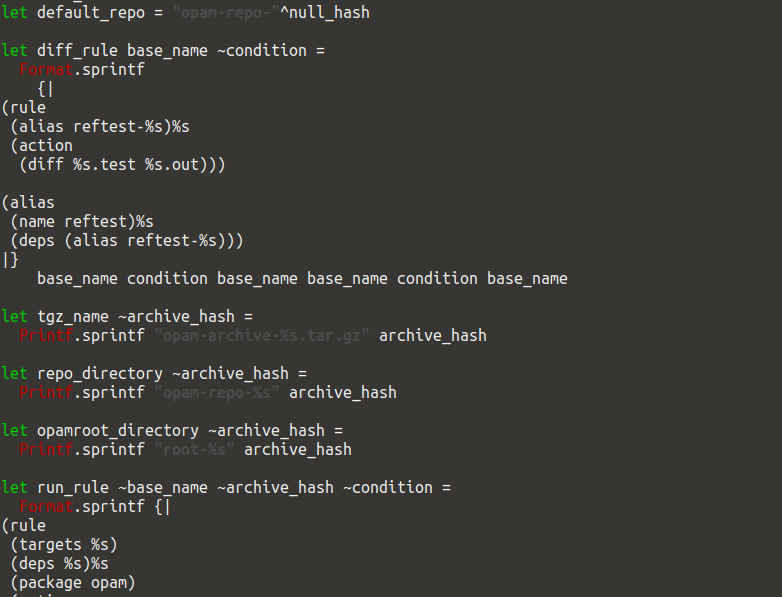 let default_repo = "opam-repo-"^null_hash
let diff_rule base_name ~condition =
  Format.sprintf
    {|
(rule
 (alias reftest-%s)%s
 (action
  (diff %s.test %s.out)))
(alias
 (name reftest)%s
 (deps (alias reftest-%s)))
|}
    base_name condition base_name base_name condition base_name
let tgz_name ~archive_hash =
  Printf.sprintf "opam-archive-%s.tar.gz" archive_hash
let repo_directory ~archive_hash =
  Printf.sprintf "opam-repo-%s" archive_hash
let opamroot_directory ~archive_hash =
  Printf.sprintf "root-%s" archive_hash
let run_rule ~base_name ~archive_hash ~condition =
  Format.sprintf {|
(rule
 (targets %s)
 (deps %s)%s
 (package opam)